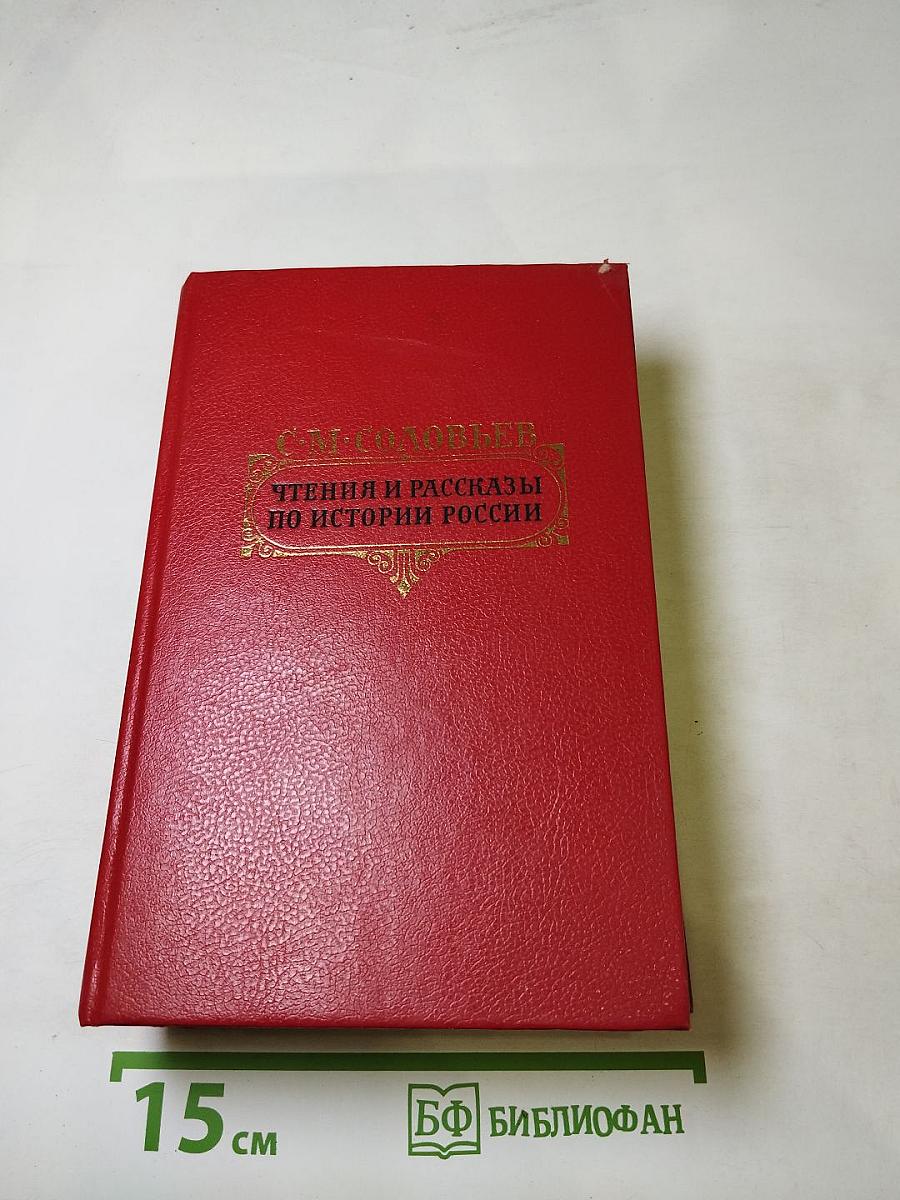 С·М·СОЛОВЬЕВ
ЧТЕНИЯ И РАССКАЗЫ
ПО ИСТОРИИ РОССИИ
15 см
БФ БИБЛИОФАН